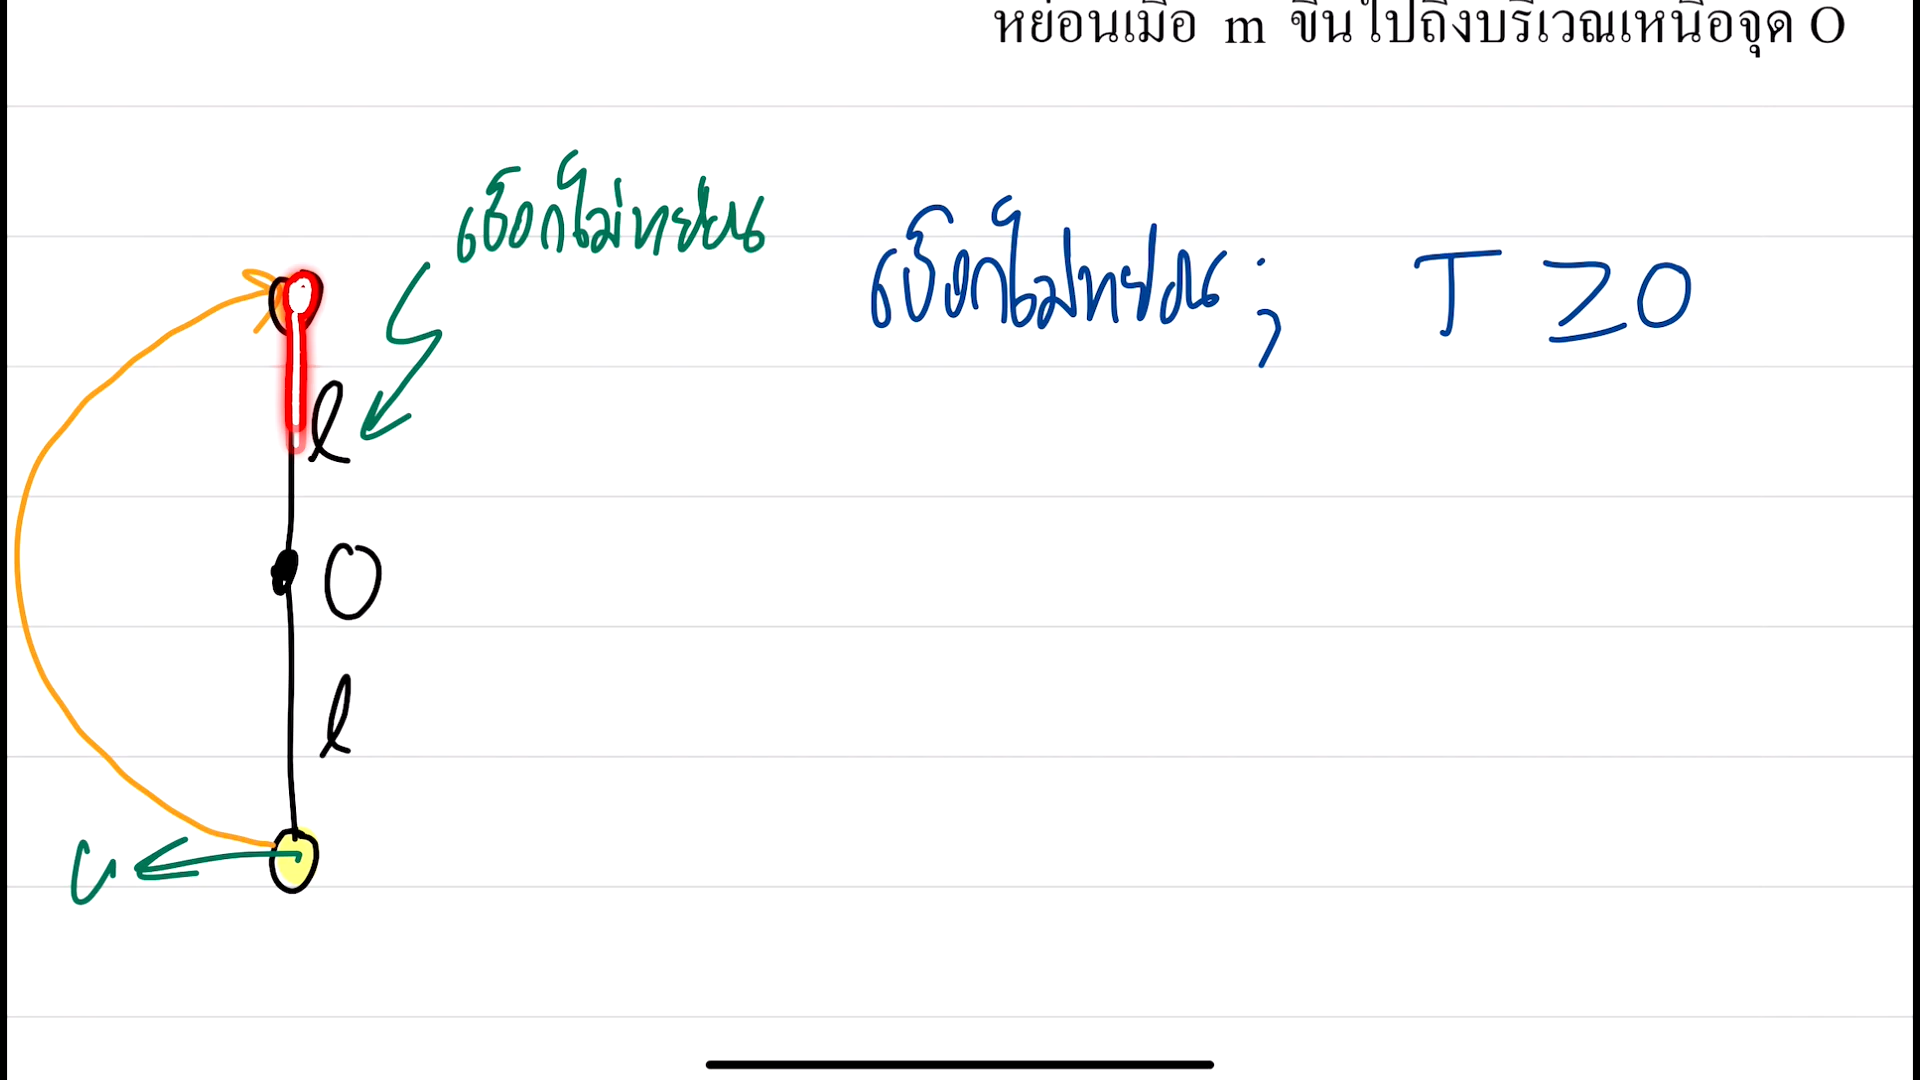 หย่อนเมื่อ m ขึ้นไปถึงบริเวณเหนือจุด O
เชือกไม่หย่อน
เชือกไม่หย่อน ; T ≥ 0
l
O
l
u